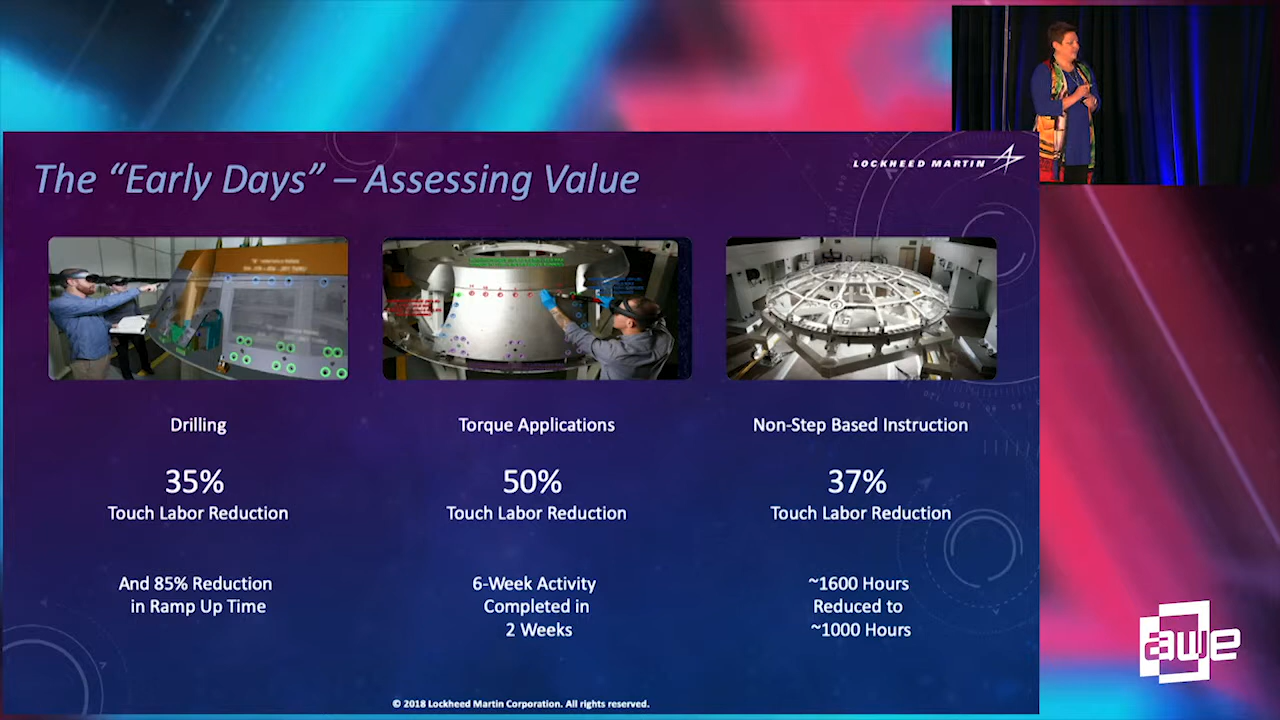 The “Early Days” – Assessing Value
LOCKHEED MARTIN
Drilling
35%
Touch Labor Reduction
And 85% Reduction
in Ramp Up Time
Torque Applications
50%
Touch Labor Reduction
6-Week Activity
Completed in
2 Weeks
Non-Step Based Instruction
37%
Touch Labor Reduction
~1600 Hours
Reduced to
~1000 Hours
© 2018 Lockheed Martin Corporation. All rights reserved.
awe